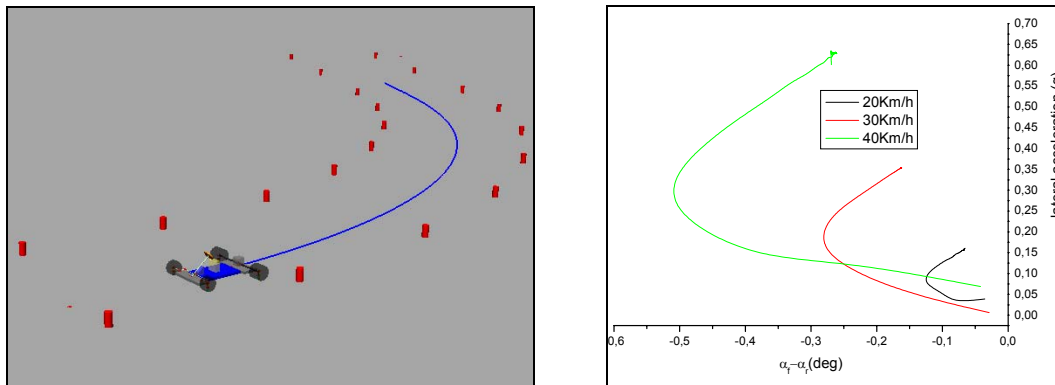 0,70
0,65
0,60
0,55
0,50
0,45
0,40
0,35
0,30
0,25
0,20
0,15
0,10
0,05
0,00
20Km/h
30Km/h
40Km/h
lateral acceleration (g)
0,6 -0,5 -0,4 -0,3 -0,2 -0,1 0,0
αf−αr(deg)